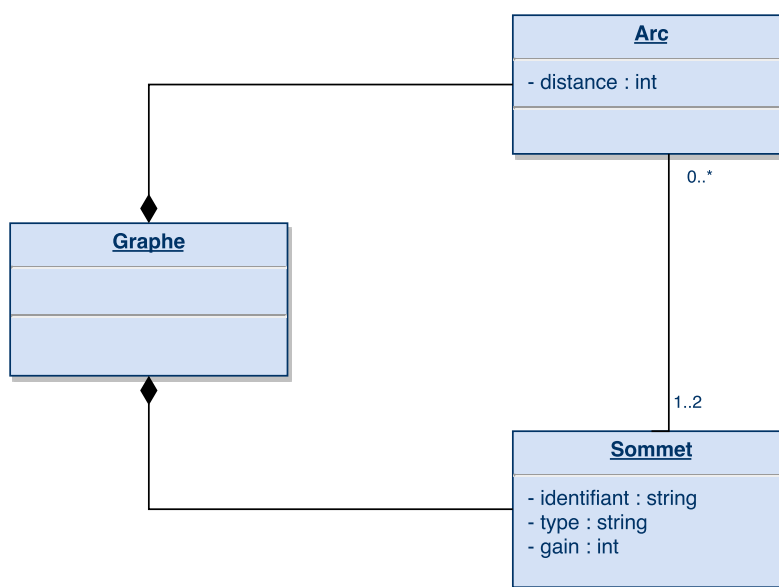 Arc
- distance : int
0..*
Graphe
1..2
Sommet
- identifiant : string
- type : string
- gain : int